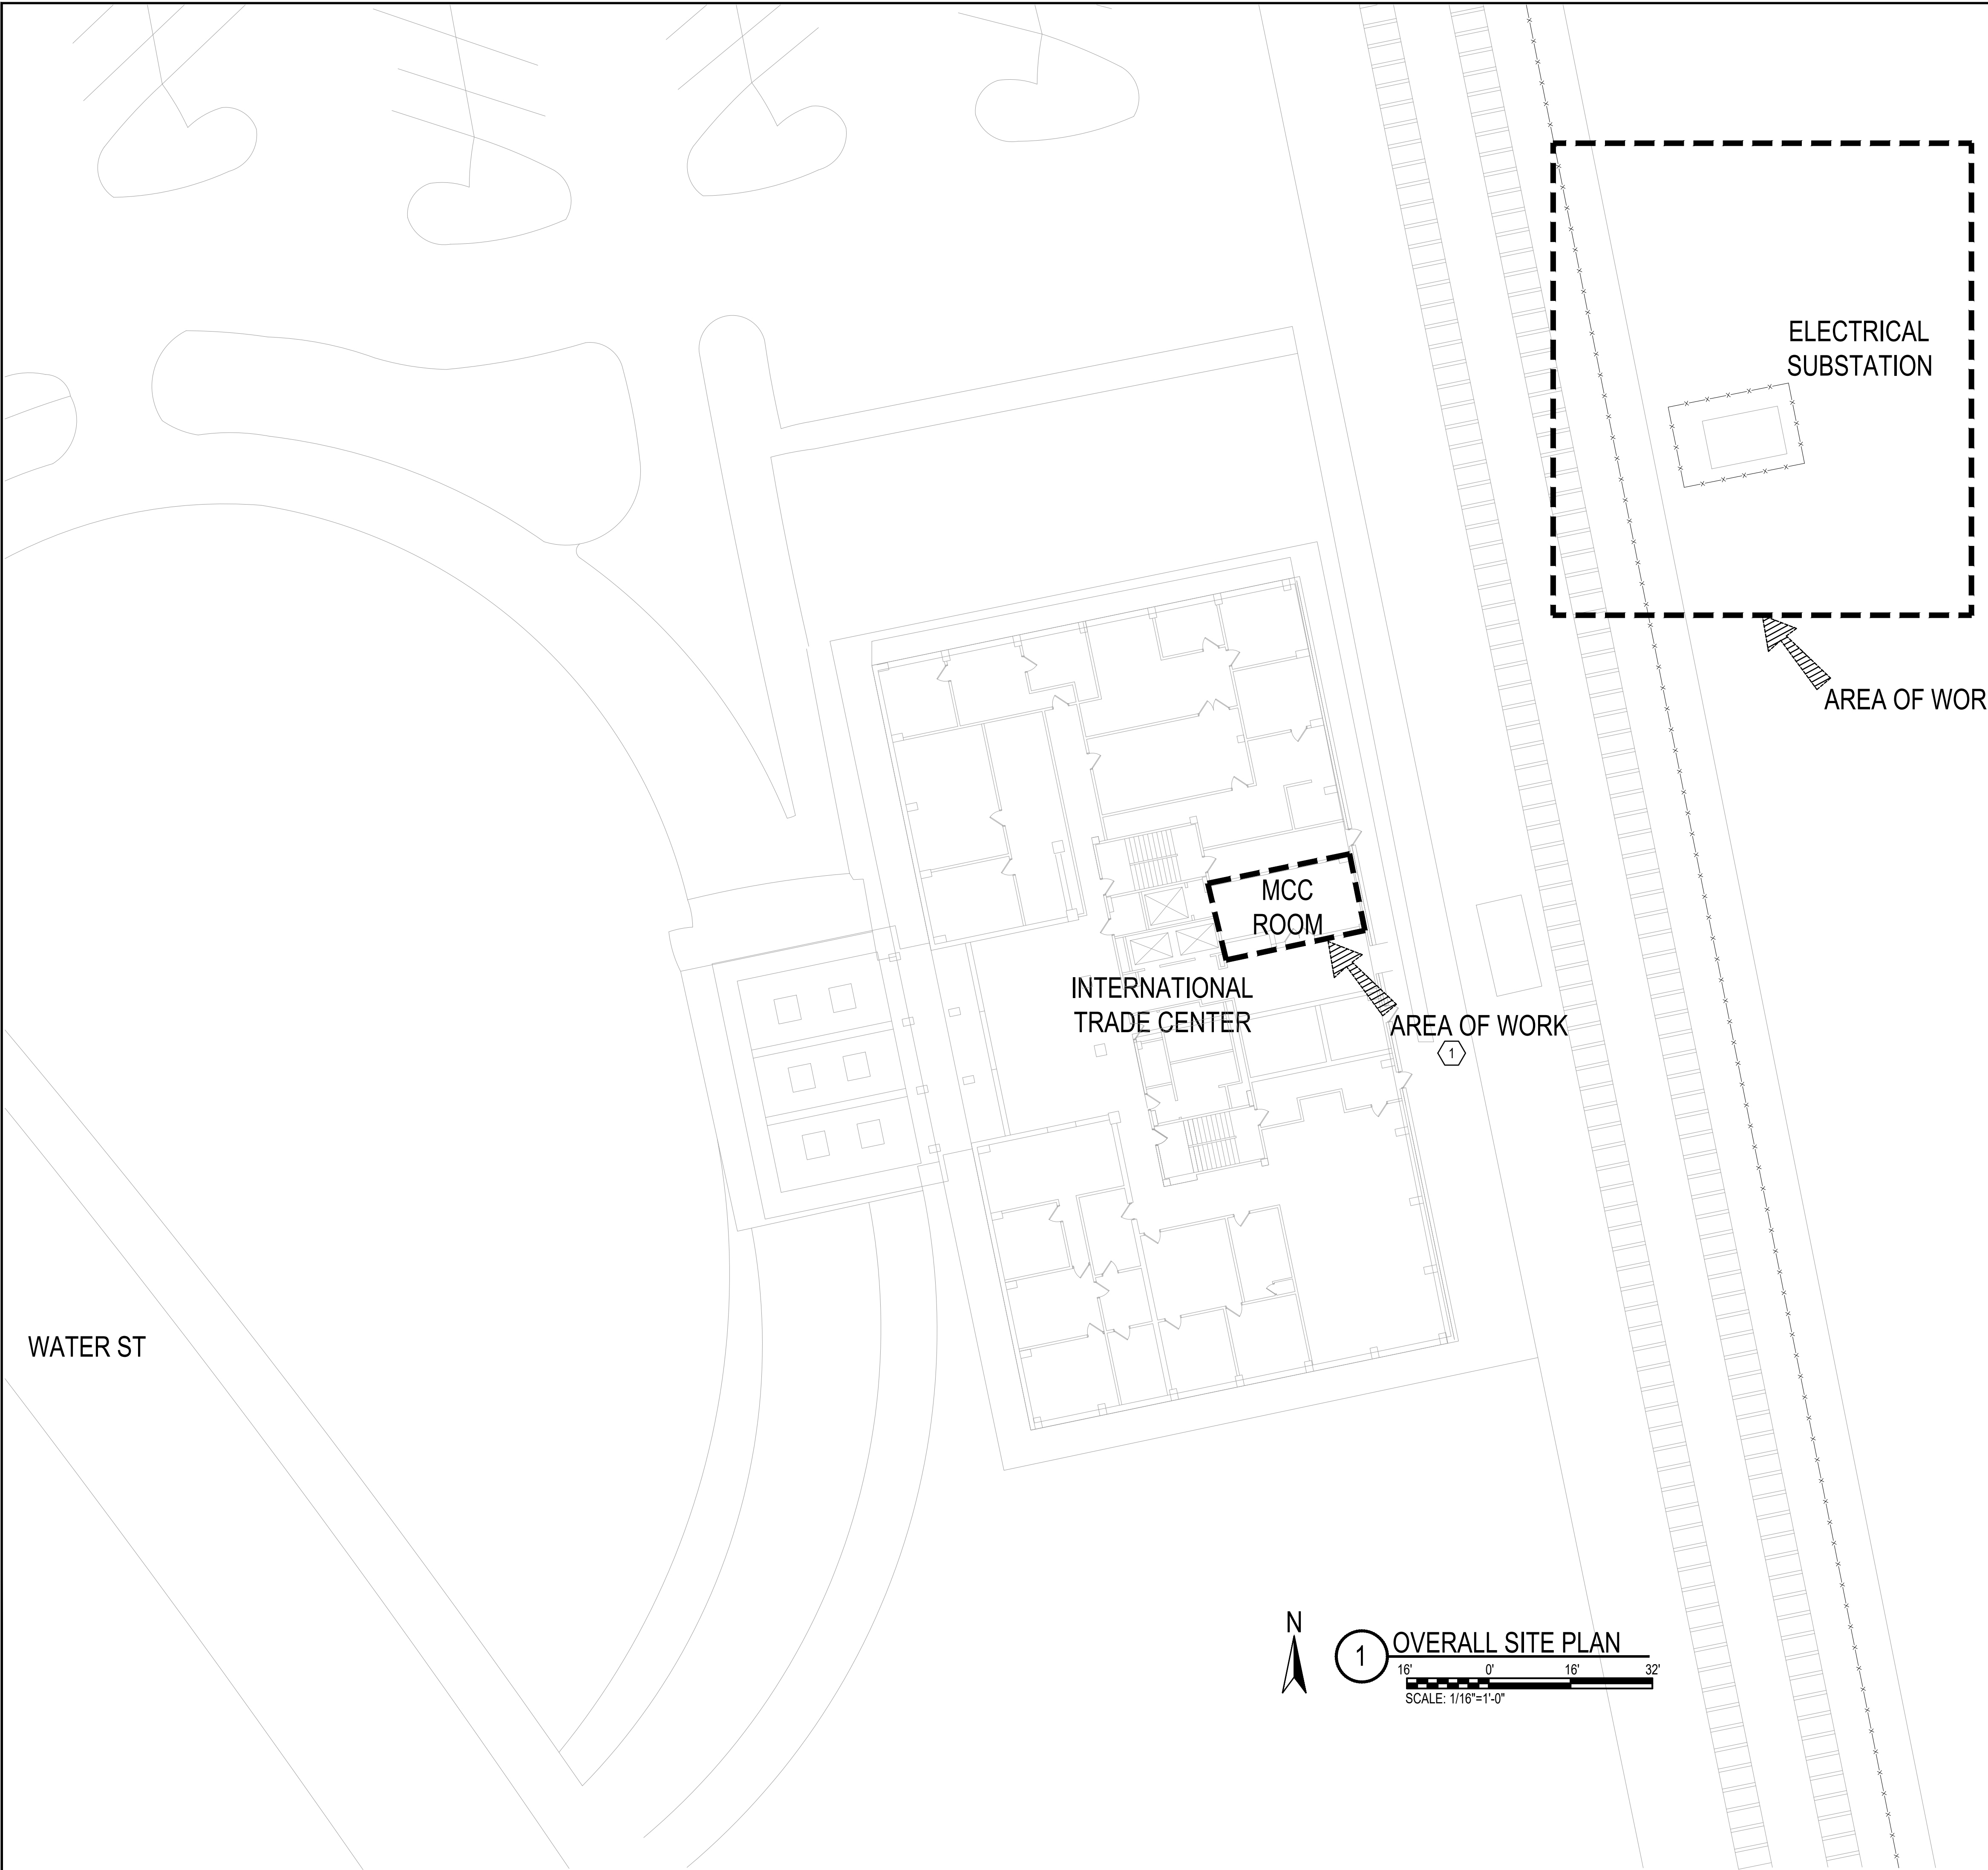 ELECTRICAL
SUBSTATION
AREA OF WOR
MCC
ROOM
INTERNATIONAL
TRADE CENTER
AREA OF WORK
1
WATER ST
N
1
OVERALL SITE PLAN
16' 0' 16' 32'
SCALE: 1/16"=1'-0"